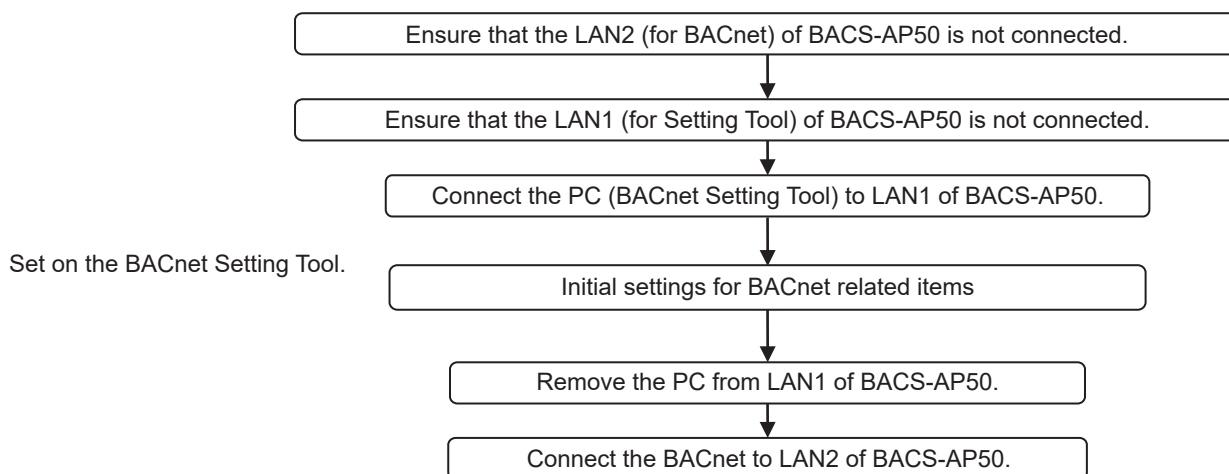 Ensure that the LAN2 (for BACnet) of BACS-AP50 is not connected.
Ensure that the LAN1 (for Setting Tool) of BACS-AP50 is not connected.
Connect the PC (BACnet Setting Tool) to LAN1 of BACS-AP50.
Set on the BACnet Setting Tool.
Initial settings for BACnet related items
Remove the PC from LAN1 of BACS-AP50.
Connect the BACnet to LAN2 of BACS-AP50.